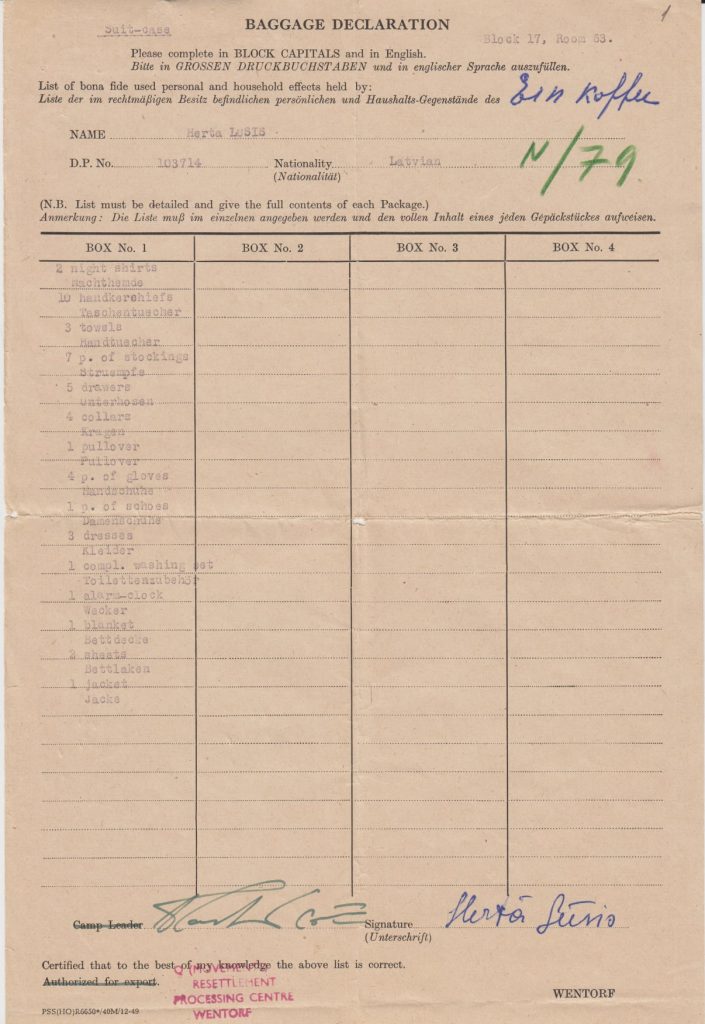 1
Suit-case
BAGGAGE DECLARATION
Block 17, Room 63.
Please complete in BLOCK CAPITALS and in English.
Bitte in GROSSEN DRUCKBUCHSTABEN und in englischer Sprache auszufüllen.
List of bona fide used personal and household effects held by:
Liste der im rechtmäßigen Besitz befindlichen persönlichen und Haushalts-Gegenstände des Ein Koffer
NAME Herta LUSIS
D.P. No. 103714 Nationality Latvian
(Nationalität)
N/79
(N.B. List must be detailed and give the full contents of each Package.)
Anmerkung: Die Liste muß im einzelnen angegeben werden und den vollen Inhalt eines jeden Gepäckstückes aufweisen.
BOX No. 1 BOX No. 2 BOX No. 3 BOX No. 4
2 night shirts
Nachthemde
10 handkerchiefs
Taschentuecher
3 towels
Handtuecher
7 p. of stockings
Struempfe
5 drawers
Unterhosen
4 collars
Kragen
1 pullover
Pullover
4 p. of gloves
Handschuhe
1 p. of schoes
Damenschuhe
3 dresses
Kleider
1 compl. washing set
Toilettenzubehör
1 alarm-clock
Wecker
1 blanket
Bettdecke
2 sheets
Bettlaken
1 jacket
Jacke
Camp Leader Signature Herta Lūsis
(Unterschrift)
Certified that to the best of my knowledge the above list is correct.
Authorized for export.
Q (MOVEMENTS)
RESETTLEMENT
PROCESSING CENTRE
WENTORF
WENTORF
PSS(HO)R6650*/40M/12-49